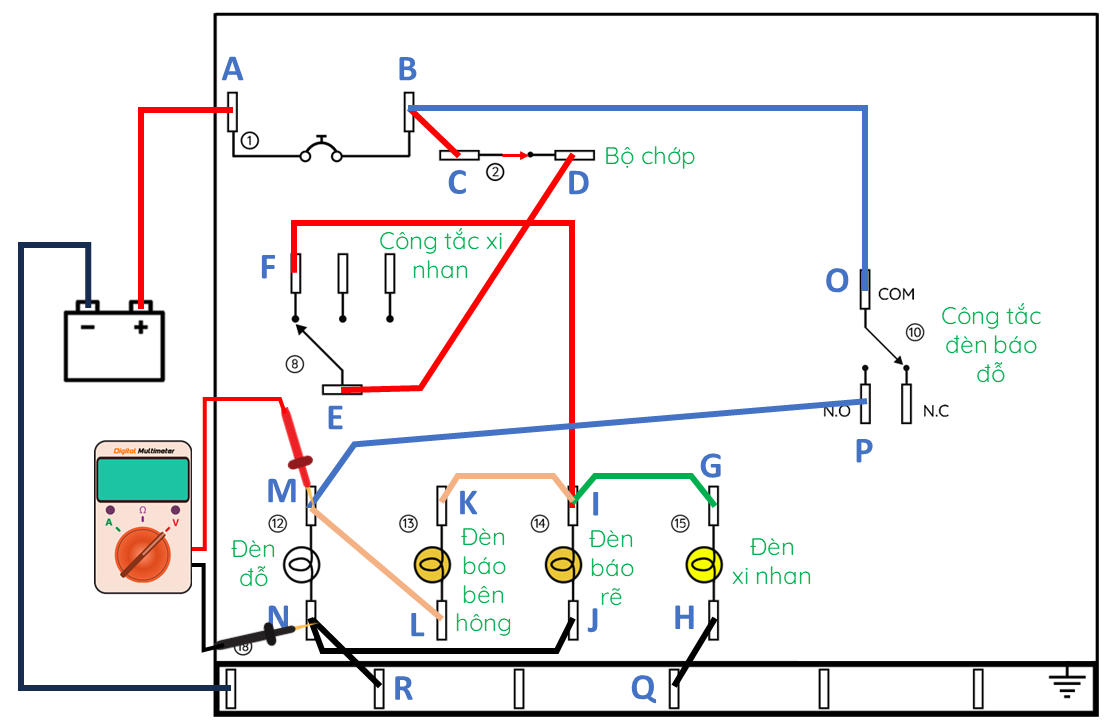 A
B
①
Bộ chớp
②
C
D
Công tắc xi
nhan
F
O
COM
⑩
Công tắc
đèn báo
đỗ
− +
⑧
E
N.O
N.C
P
Digital Multimeter
Ω
A
V
M
K
I
G
⑫
⑬
⑭
⑮
Đèn
đỗ
Đèn
báo
bên
hông
Đèn
báo
rẽ
Đèn
xi nhan
N
L
J
H
⑱
R
Q